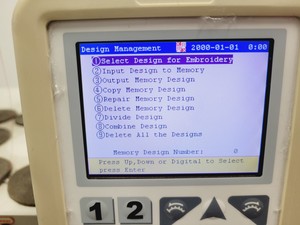 Design Management 2000-01-01 0:00
①Select Design for Embroidery
②Input Design to Memory
③Output Memory Design
④Copy Memory Design
⑤Repair Memory Design
⑥Delete Memory Design
⑦Divide Design
⑧Combine Design
⑨Delete All the Designs
Memory Design Number: 0
Press Up,Down or Digital to Select
press Enter
1 2